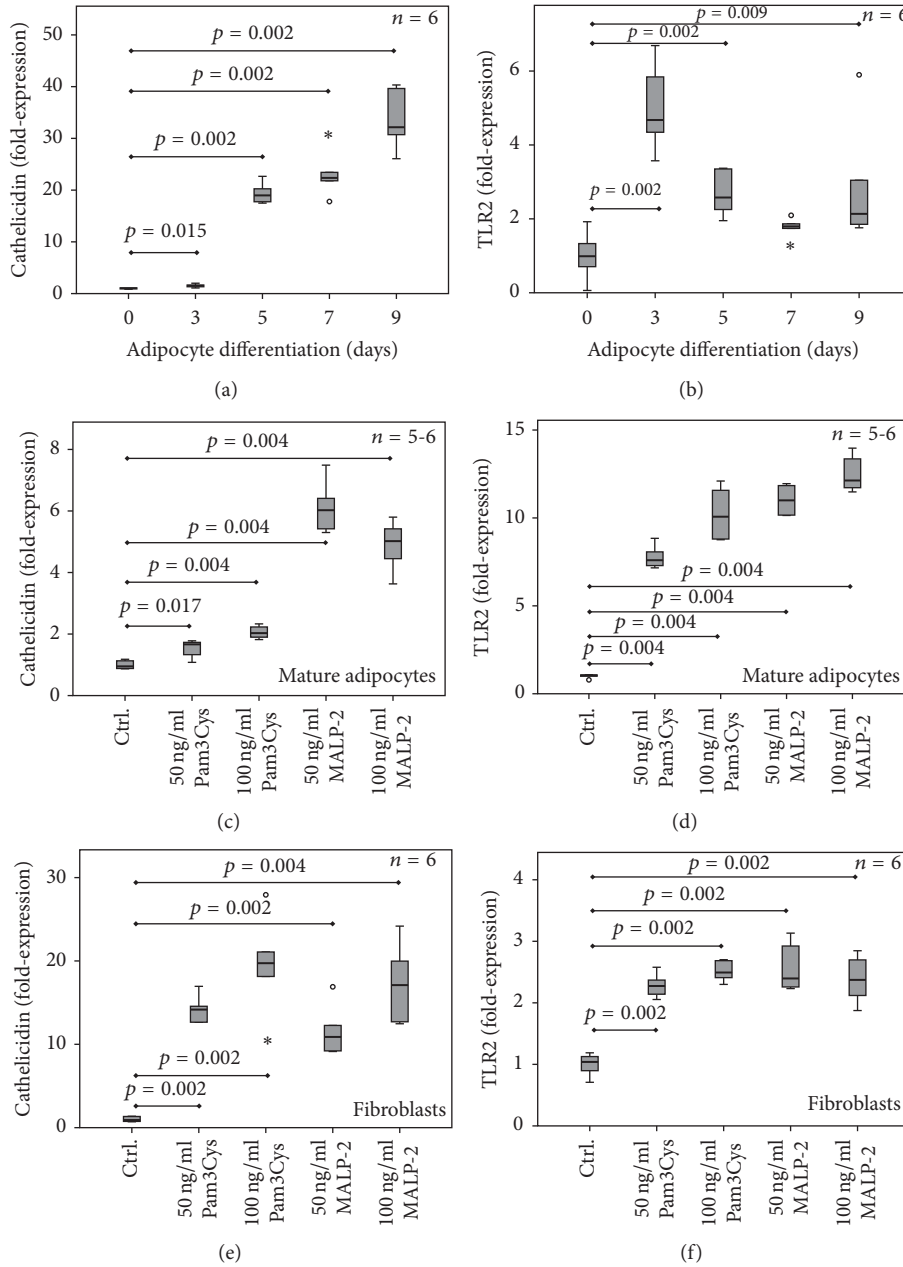 n = 6
p = 0.002
p = 0.002
p = 0.002
p = 0.015
Cathelicidin (fold-expression)
50
40
30
20
10
0
*
0 3 5 7 9
Adipocyte differentiation (days)
(a)
n = 6
p = 0.009
p = 0.002
p = 0.002
TLR2 (fold-expression)
6
4
2
0
*
0 3 5 7 9
Adipocyte differentiation (days)
(b)
n = 5-6
p = 0.004
p = 0.004
p = 0.004
p = 0.017
Cathelicidin (fold-expression)
8
6
4
2
0
Mature adipocytes
Ctrl.
50 ng/ml
Pam3Cys
100 ng/ml
Pam3Cys
50 ng/ml
MALP-2
100 ng/ml
MALP-2
(c)
n = 5-6
p = 0.004
p = 0.004
p = 0.004
p = 0.004
TLR2 (fold-expression)
15
10
5
0
Mature adipocytes
Ctrl.
50 ng/ml
Pam3Cys
100 ng/ml
Pam3Cys
50 ng/ml
MALP-2
100 ng/ml
MALP-2
(d)
n = 6
p = 0.004
p = 0.002
p = 0.002
p = 0.002
Cathelicidin (fold-expression)
30
20
10
0
*
Fibroblasts
Ctrl.
50 ng/ml
Pam3Cys
100 ng/ml
Pam3Cys
50 ng/ml
MALP-2
100 ng/ml
MALP-2
(e)
n = 6
p = 0.002
p = 0.002
p = 0.002
p = 0.002
TLR2 (fold-expression)
4
3
2
1
0
Fibroblasts
Ctrl.
50 ng/ml
Pam3Cys
100 ng/ml
Pam3Cys
50 ng/ml
MALP-2
100 ng/ml
MALP-2
(f)